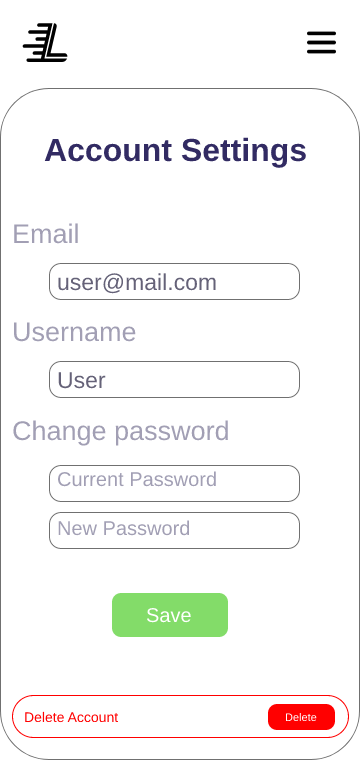 Account Settings
Email
user@mail.com
Username
User
Change password
Current Password
New Password
Save
Delete Account
Delete